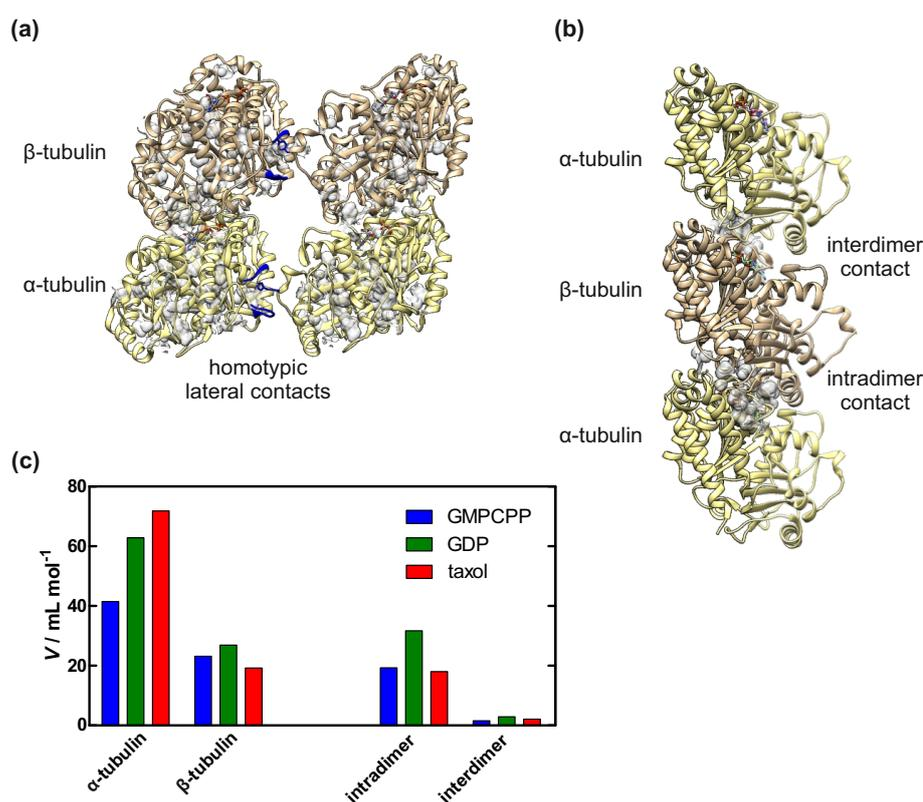 (a)
β-tubulin
α-tubulin
homotypic
lateral contacts
(b)
α-tubulin
interdimer
contact
β-tubulin
intradimer
contact
α-tubulin
(c)
V / mL mol⁻¹
80
60
40
20
0
GMPCPP
GDP
taxol
α-tubulin
β-tubulin
intradimer
interdimer